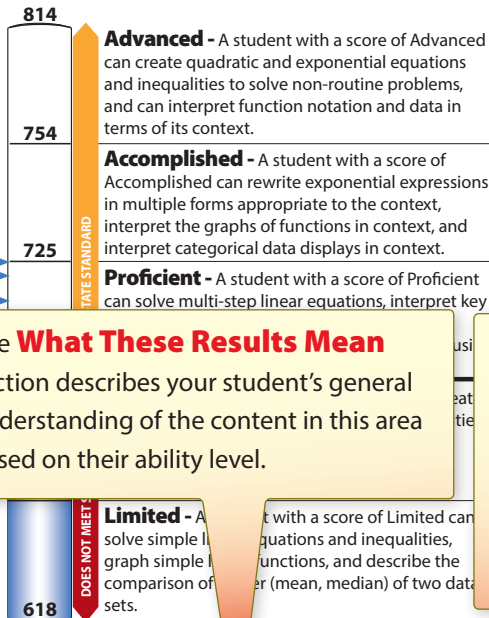 814
Advanced - A student with a score of Advanced
can create quadratic and exponential equations
and inequalities to solve non-routine problems,
and can interpret function notation and data in
terms of its context.
754
Accomplished - A student with a score of
Accomplished can rewrite exponential expressions
in multiple forms appropriate to the context,
interpret the graphs of functions in context, and
interpret categorical data displays in context.
725
Proficient - A student with a score of Proficient
can solve multi-step linear equations, interpret key
TATE STANDARD
What These Results Mean
describes your student's general
of the content in this area
on their ability level.
DOES NOT MEET S
Limited - A t with a score of Limited can
solve simple quations and inequalities,
graph simple functions, and describe the
comparison of (mean, median) of two data
sets.
618